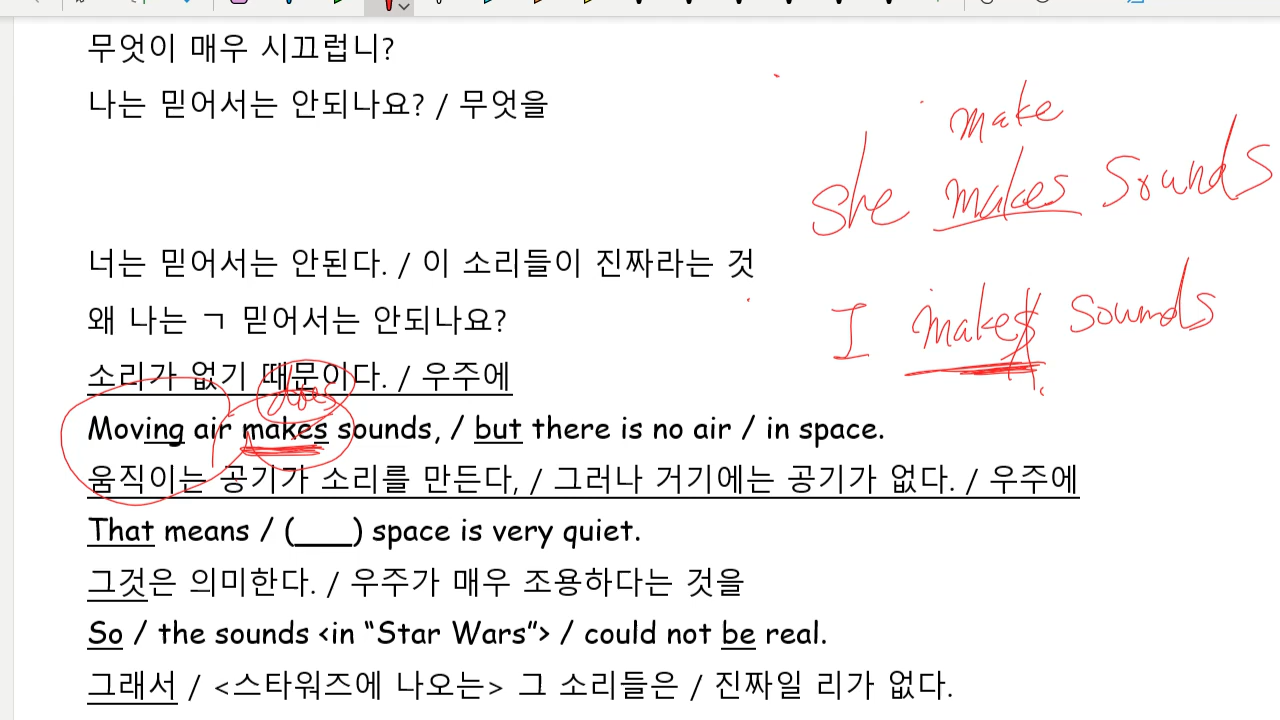 무엇이 매우 시끄럽니?
나는 믿어서는 안되나요? / 무엇을
make
she makes sounds
너는 믿어서는 안된다. / 이 소리들이 진짜라는 것
I makes sounds
왜 나는 ㄱ 믿어서는 안되나요?
소리가 없기 때문이다. / 우주에
does
Moving air makes sounds, / but there is no air / in space.
움직이는 공기가 소리를 만든다, / 그러나 거기에는 공기가 없다. / 우주에
That means / (___) space is very quiet.
그것은 의미한다. / 우주가 매우 조용하다는 것을
So / the sounds <in “Star Wars”> / could not be real.
그래서 / <스타워즈에 나오는> 그 소리들은 / 진짜일 리가 없다.